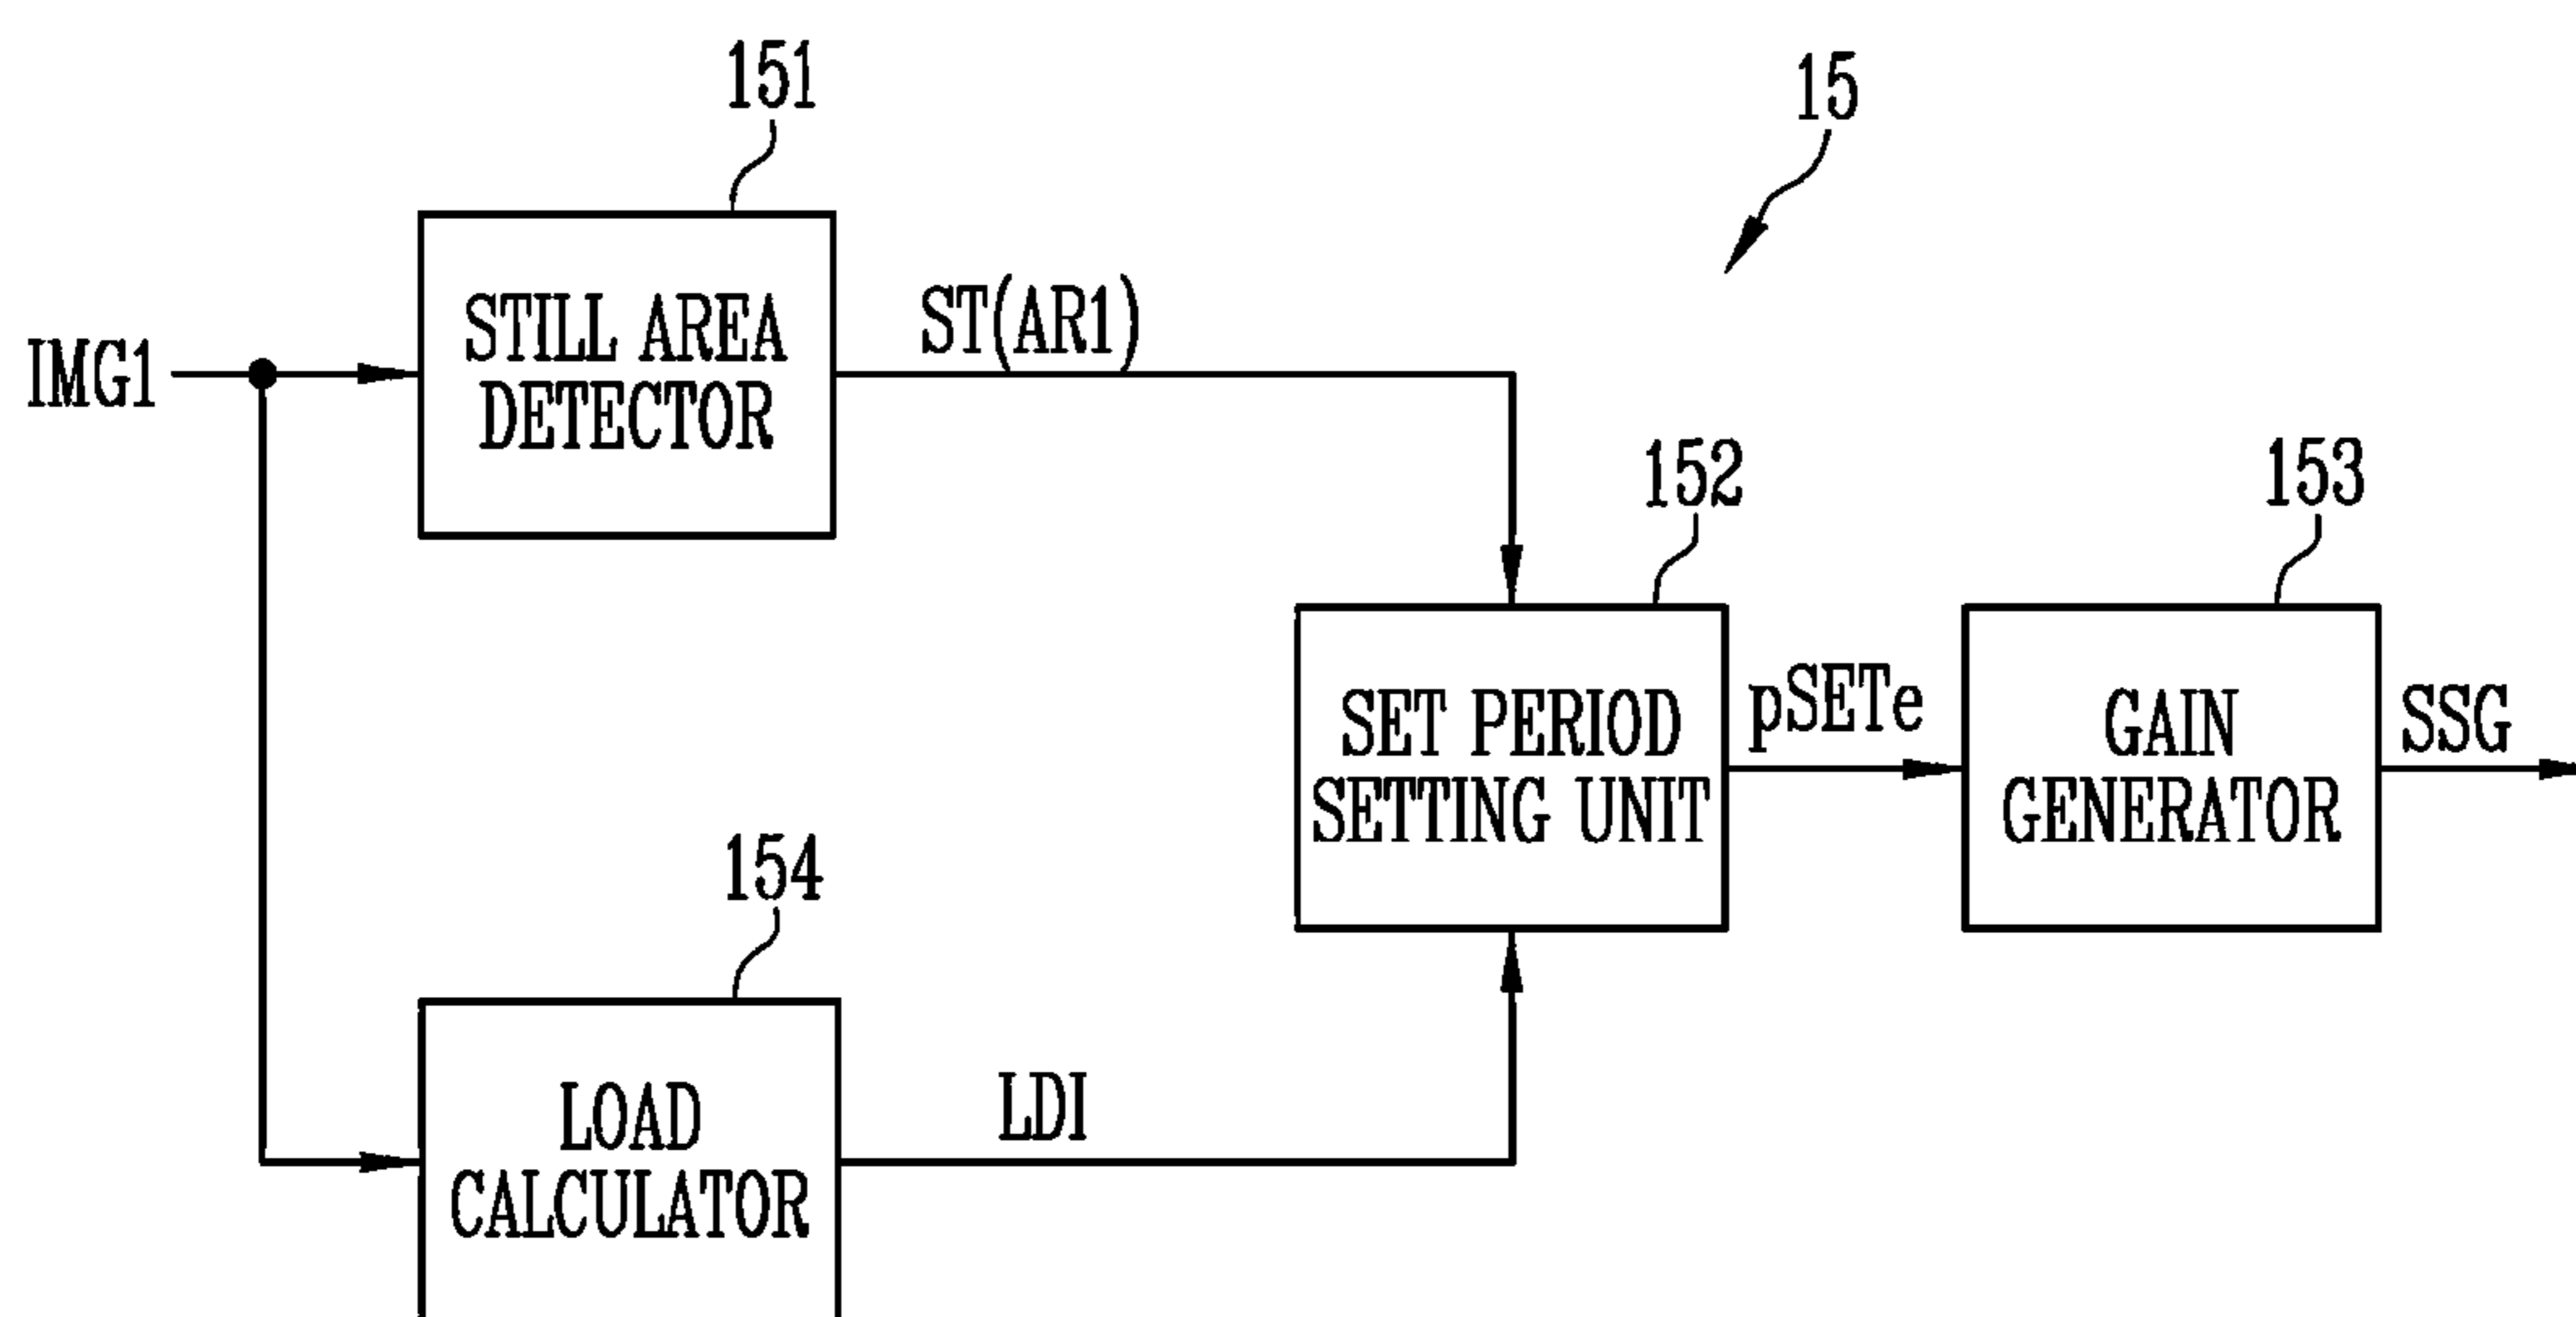 151
15
STILL AREA
DETECTOR
ST(AR1)
IMG1
152
153
SET PERIOD
SETTING UNIT
pSETe
GAIN
GENERATOR
SSG
154
LOAD
CALCULATOR
LDI